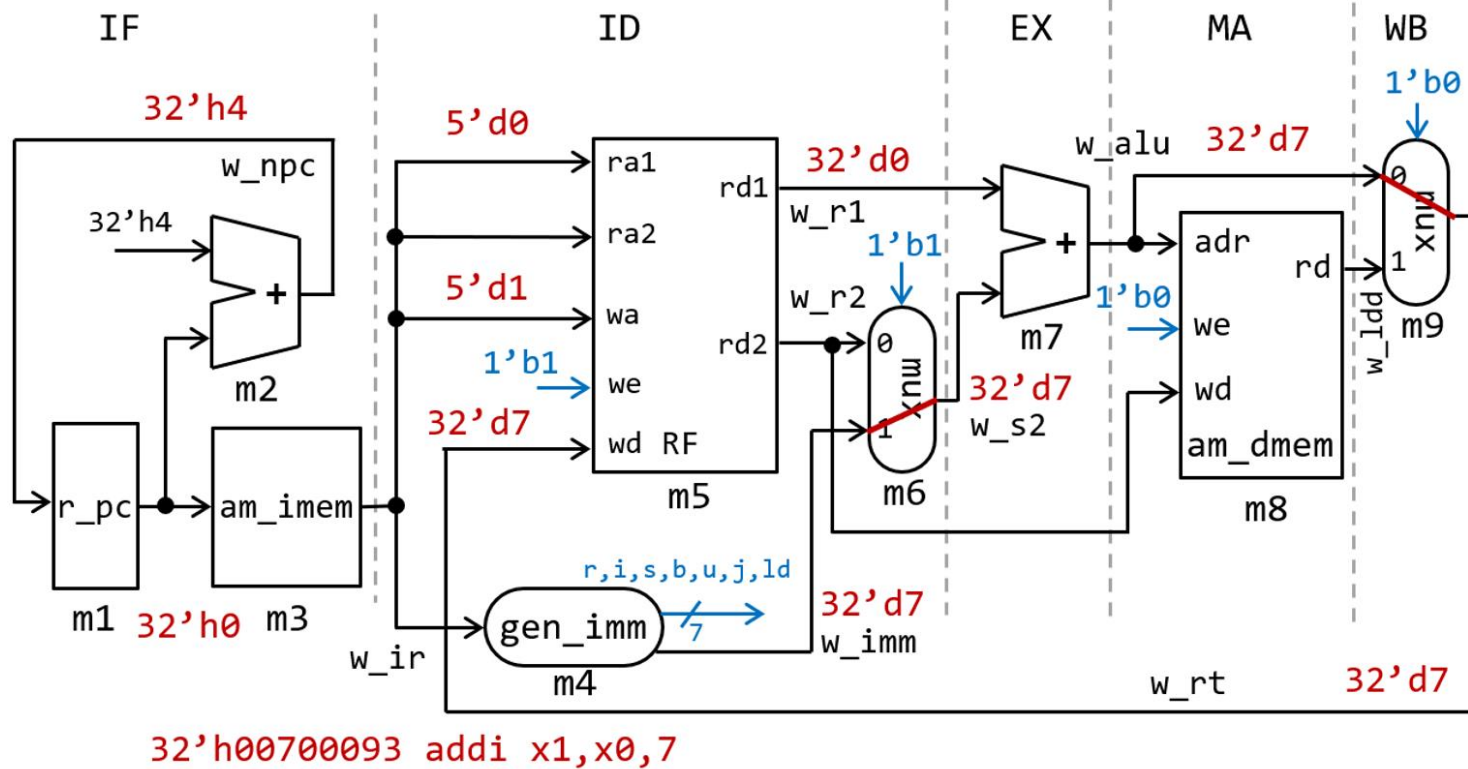 IF
ID
EX
MA
WB
32'h4
w_npc
32'h4
+
m2
r_pc
m1
32'h0
am_imem
m3
w_ir
5'd0
5'd1
1'b1
32'd7
ra1
ra2
wa
we
wd RF
rd1
rd2
m5
r,i,s,b,u,j,ld
7
gen_imm
m4
32'd7
w_imm
32'd0
w_r1
1'b1
w_r2
0
mux
1
m6
32'd7
w_s2
+
m7
w_alu
32'd7
1'b0
adr
we
wd
rd
am_dmem
m8
w_ldd
1'b0
0
mux
1
m9
w_rt
32'd7
32'h00700093 addi x1,x0,7